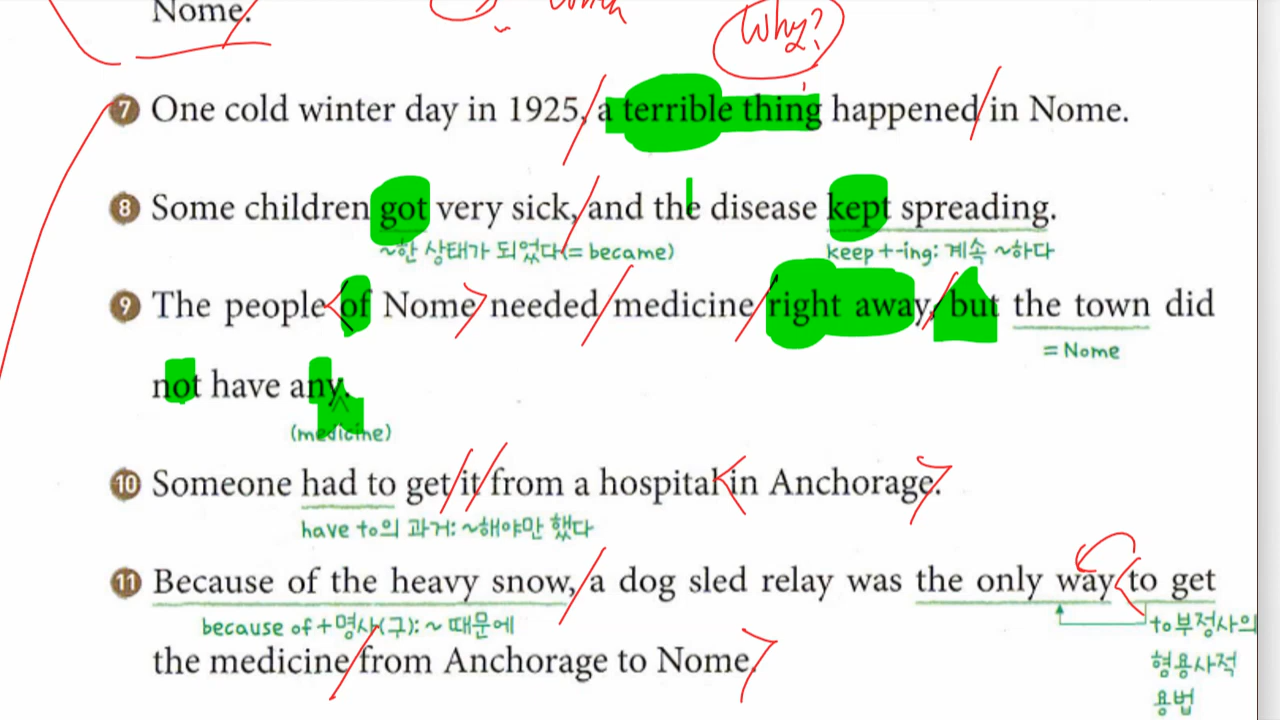 Nome.
Why?
7 One cold winter day in 1925, a terrible thing happened in Nome.
8 Some children got very sick, and the disease kept spreading.
~한 상태가 되었다(= became) keep +-ing: 계속 ~하다
9 The people of Nome needed medicine right away, but the town did
= Nome
not have any.
(medicine)
10 Someone had to get it from a hospital in Anchorage.
have to의 과거: ~해야만 했다
11 Because of the heavy snow, a dog sled relay was the only way to get
because of +명사(구): ~ 때문에 to부정사의
the medicine from Anchorage to Nome.
형용사적
용법